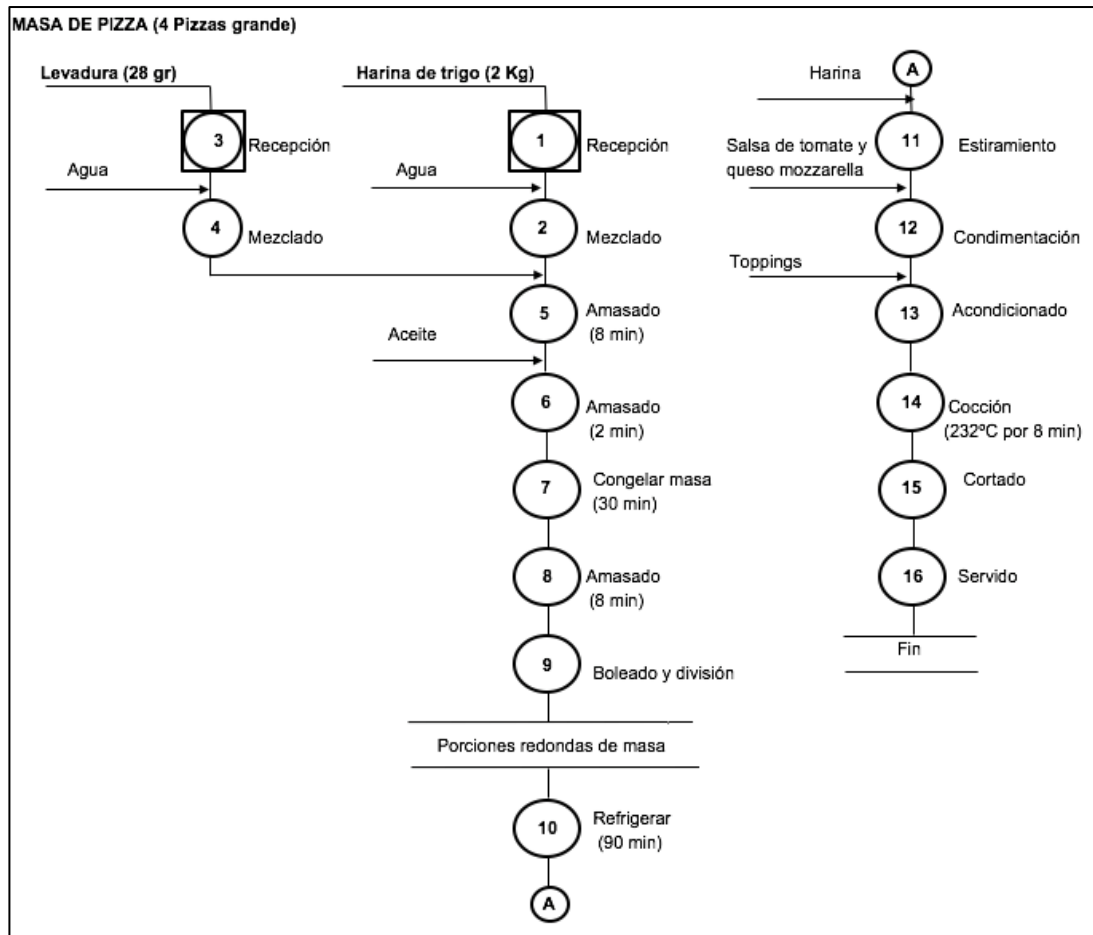 MASA DE PIZZA (4 Pizzas grande)
Levadura (28 gr)
3
Recepción
Agua
4
Mezclado
Harina de trigo (2 Kg)
1
Recepción
Agua
2
Mezclado
5
Amasado
(8 min)
Aceite
6
Amasado
(2 min)
7
Congelar masa
(30 min)
8
Amasado
(8 min)
9
Boleado y división
Porciones redondas de masa
10
Refrigerar
(90 min)
A
A
Harina
11
Estiramiento
Salsa de tomate y
queso mozzarella
12
Condimentación
Toppings
13
Acondicionado
14
Cocción
(232ºC por 8 min)
15
Cortado
16
Servido
Fin